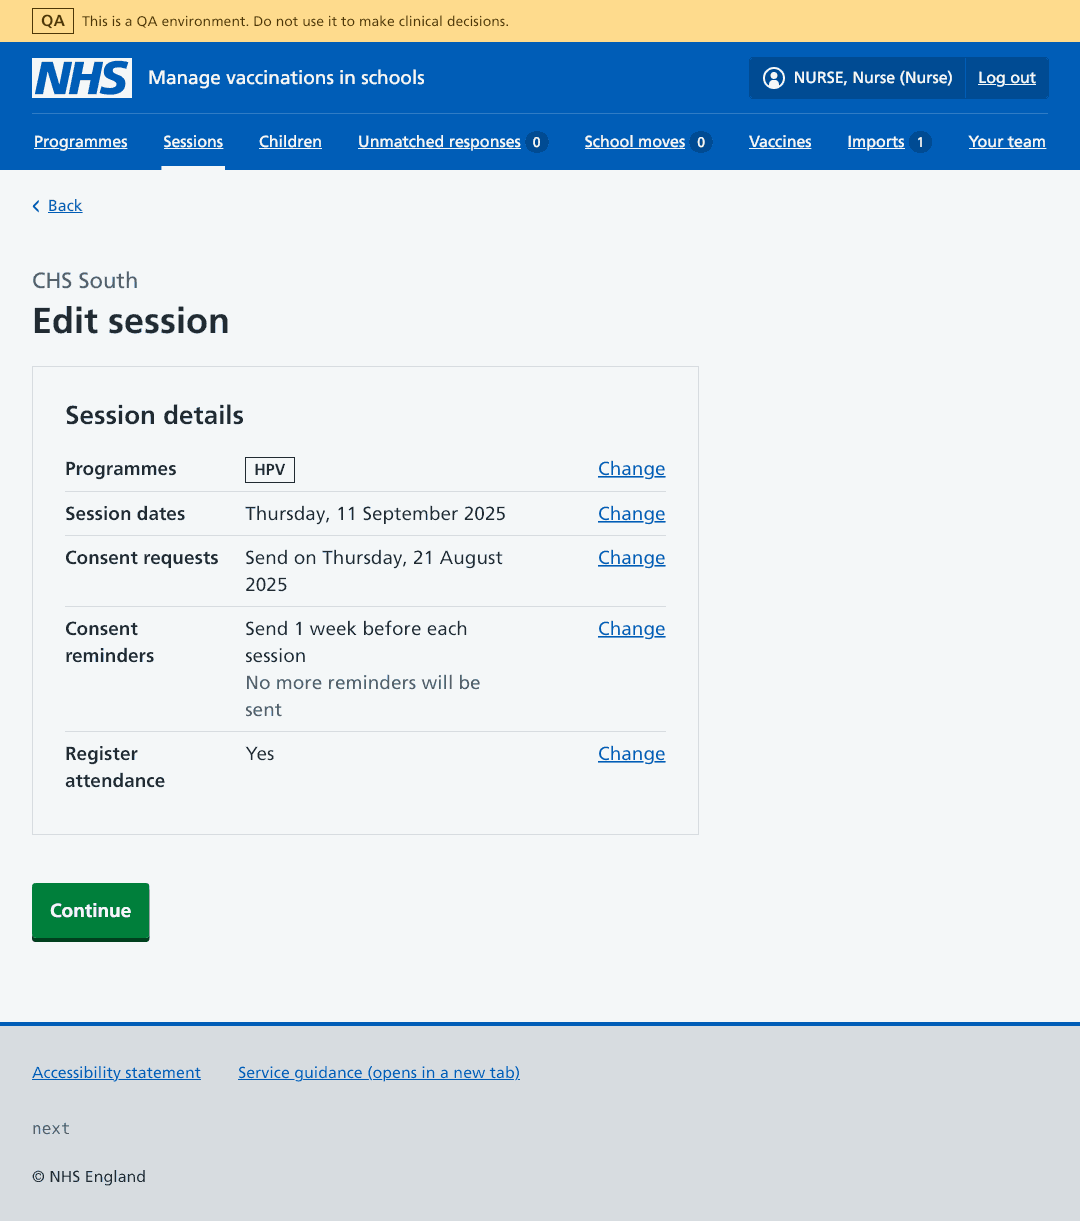 QA This is a QA environment. Do not use it to make clinical decisions.
NHS Manage vaccinations in schools NURSE, Nurse (Nurse) Log out
Programmes Sessions Children Unmatched responses 0 School moves 0 Vaccines Imports 1 Your team
Back
CHS South
Edit session
Session details
Programmes HPV Change
Session dates Thursday, 11 September 2025 Change
Consent requests Send on Thursday, 21 August Change
2025
Consent Send 1 week before each Change
reminders session
No more reminders will be
sent
Register Yes Change
attendance
Continue
Accessibility statement Service guidance (opens in a new tab)
next
© NHS England